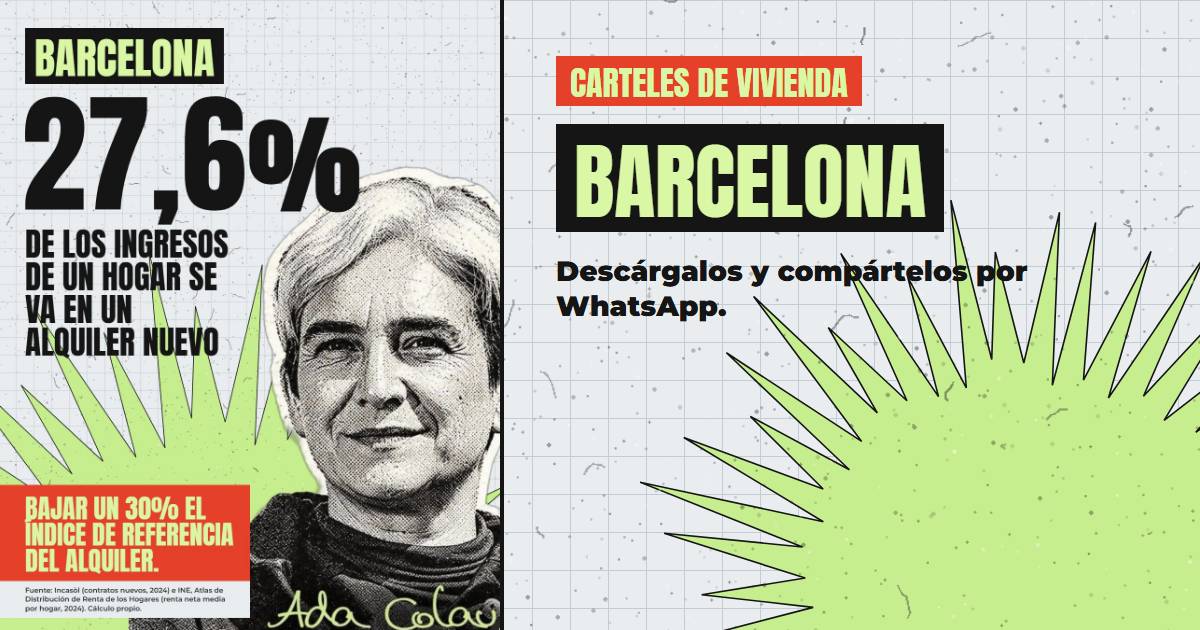 BARCELONA
27,6%
DE LOS INGRESOS
DE UN HOGAR SE
VA EN UN
ALQUILER NUEVO
BAJAR UN 30% EL
ÍNDICE DE REFERENCIA
DEL ALQUILER.
Fuente: Incasòl (contratos nuevos, 2024) e INE, Atlas de
Distribución de Renta de los Hogares (renta neta media
por hogar, 2024). Cálculo propio.
Ada Colau
CARTELES DE VIVIENDA
BARCELONA
Descárgalos y compártelos por
WhatsApp.